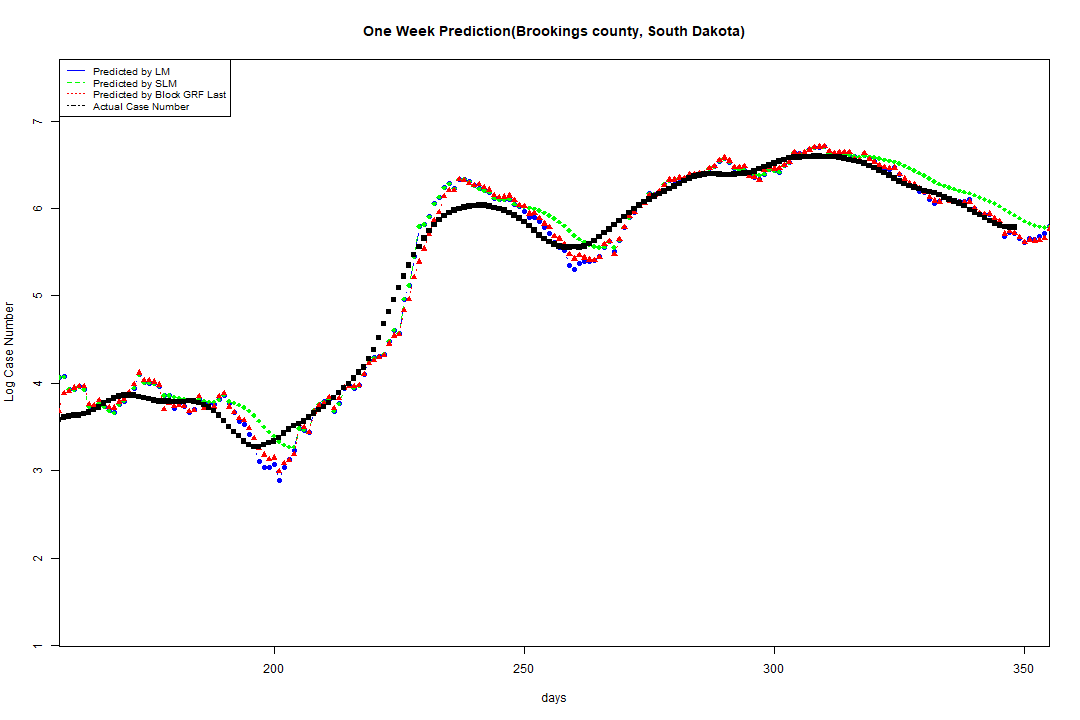 One Week Prediction(Brookings county, South Dakota)
Predicted by LM
Predicted by SLM
Predicted by Block GRF Last
Actual Case Number
Log Case Number
7
6
5
4
3
2
1
200 250 300 350
days